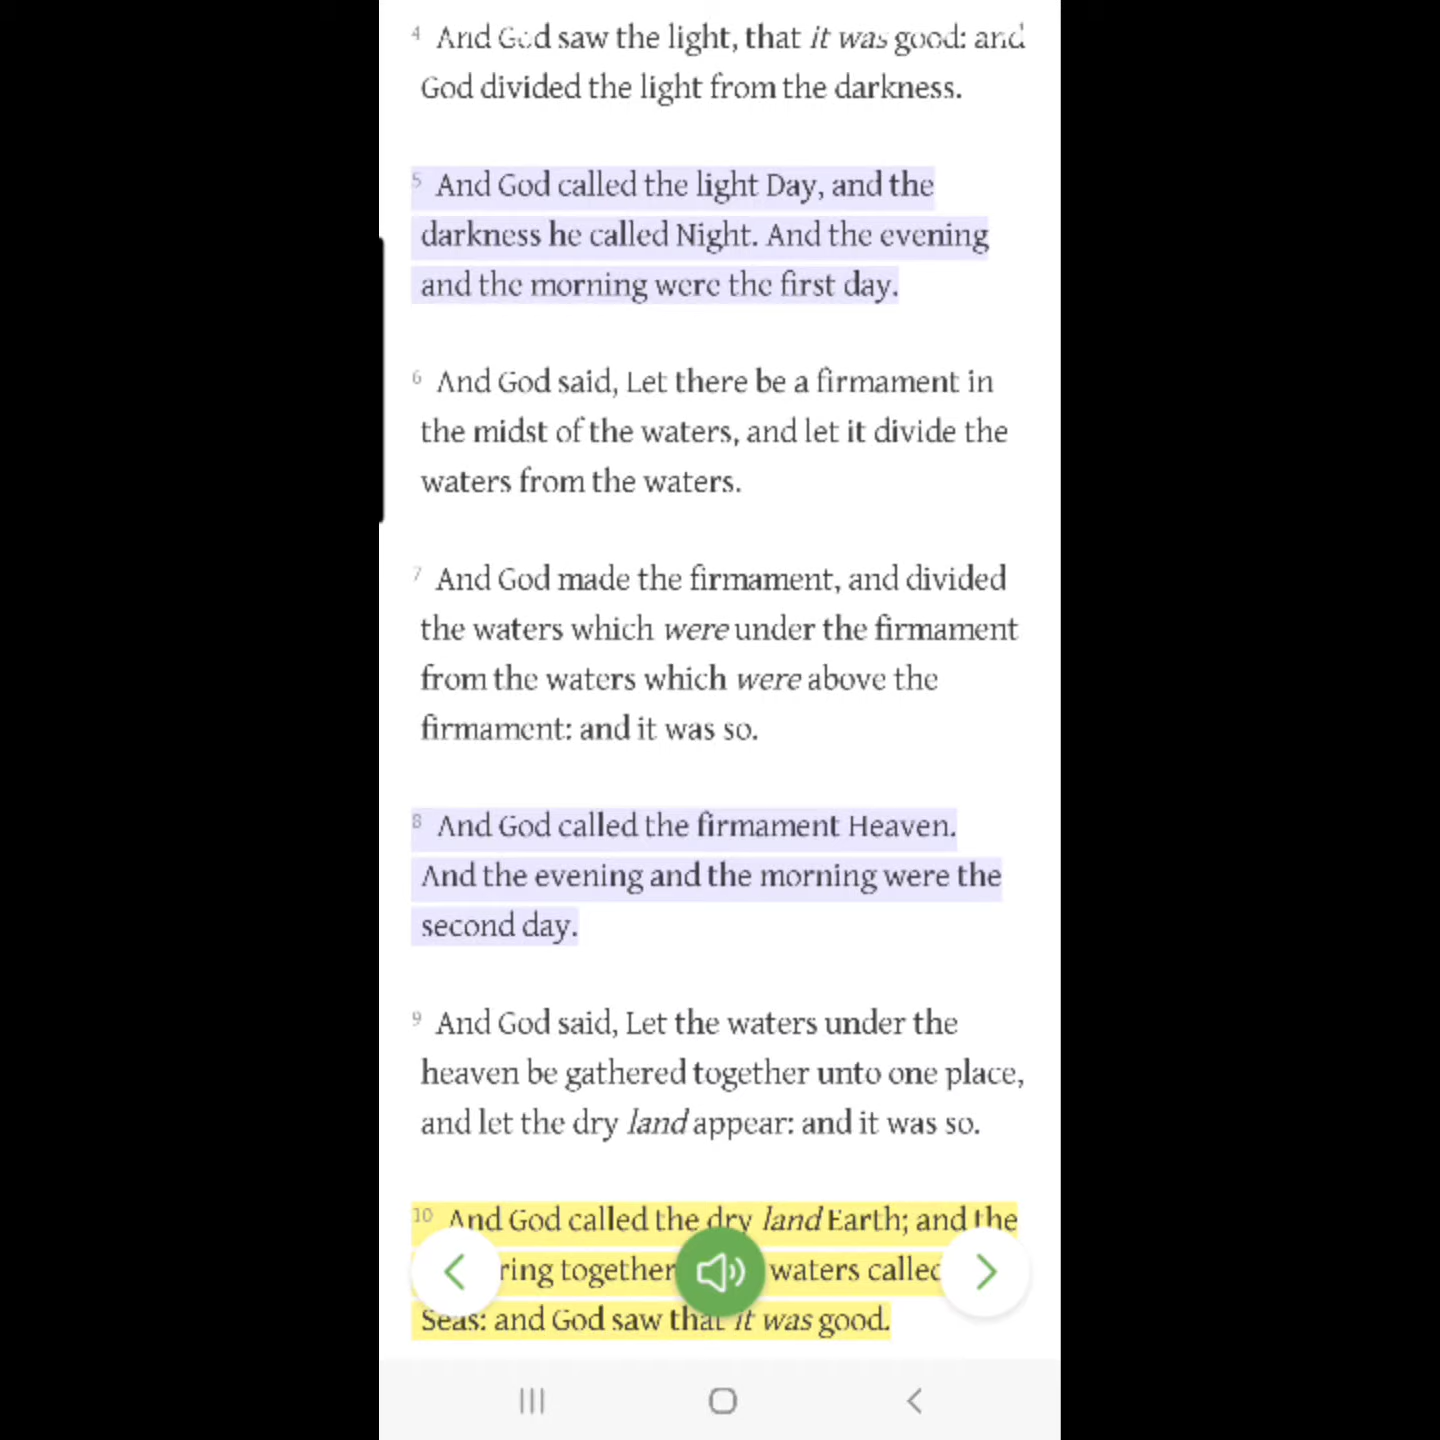 4 And God saw the light, that it was good: and
God divided the light from the darkness.
5 And God called the light Day, and the
darkness he called Night. And the evening
and the morning were the first day.
6 And God said, Let there be a firmament in
the midst of the waters, and let it divide the
waters from the waters.
7 And God made the firmament, and divided
the waters which were under the firmament
from the waters which were above the
firmament: and it was so.
8 And God called the firmament Heaven.
And the evening and the morning were the
second day.
9 And God said, Let the waters under the
heaven be gathered together unto one place,
and let the dry land appear: and it was so.
10 And God called the dry land Earth; and the
together waters called
Seas: and God saw that it was good.